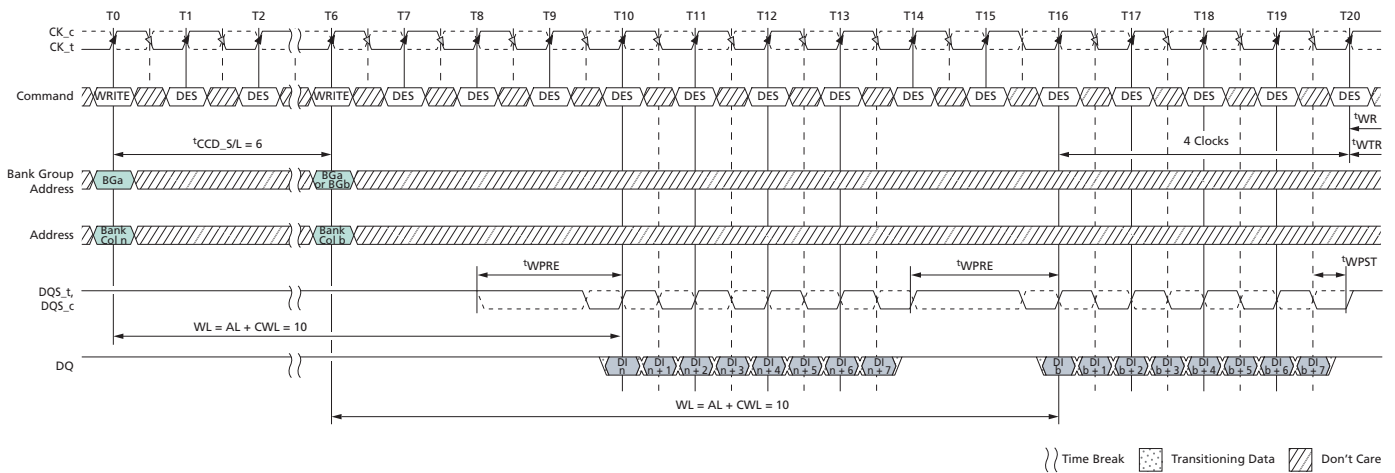 T0 T1 T2 T6 T7 T8 T9 T10 T11 T12 T13 T14 T15 T16 T17 T18 T19 T20
CK_c
CK_t
Command WRITE DES DES WRITE DES DES DES DES DES DES DES DES DES DES DES DES DES DES
tWR
tCCD_S/L = 6 4 Clocks tWTR
Bank Group
Address BGa BGa
or BGb
Address Bank
Col n Bank
Col b
tWPRE tWPRE tWPST
DQS_t,
DQS_c
WL = AL + CWL = 10
DQ DI
n DI
n + 1 DI
n + 2 DI
n + 3 DI
n + 4 DI
n + 5 DI
n + 6 DI
n + 7 DI
b DI
b + 1 DI
b + 2 DI
b + 3 DI
b + 4 DI
b + 5 DI
b + 6 DI
b + 7
WL = AL + CWL = 10
Time Break Transitioning Data Don't Care